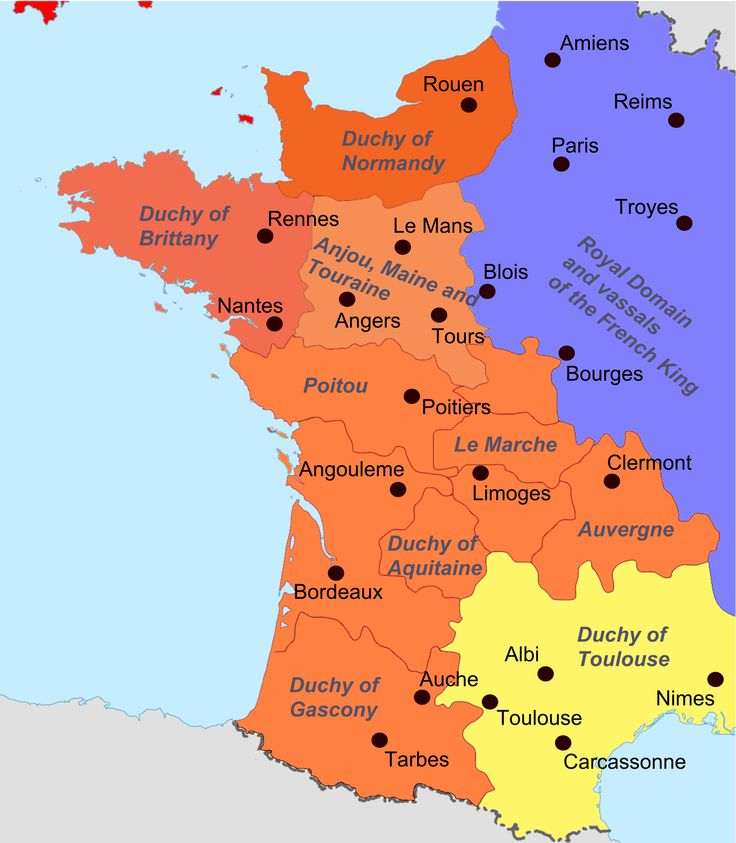 Amiens
Rouen
Reims
Duchy of
Normandy
Paris
Troyes
Duchy of
Brittany
Rennes
Le Mans
Anjou, Maine and
Touraine
Blois
Royal Domain
and vassals
of the French King
Nantes
Angers
Tours
Bourges
Poitou
Poitiers
Le Marche
Angouleme
Clermont
Limoges
Auvergne
Duchy of
Aquitaine
Bordeaux
Duchy of
Toulouse
Albi
Auche
Duchy of
Gascony
Nimes
Toulouse
Tarbes
Carcassonne